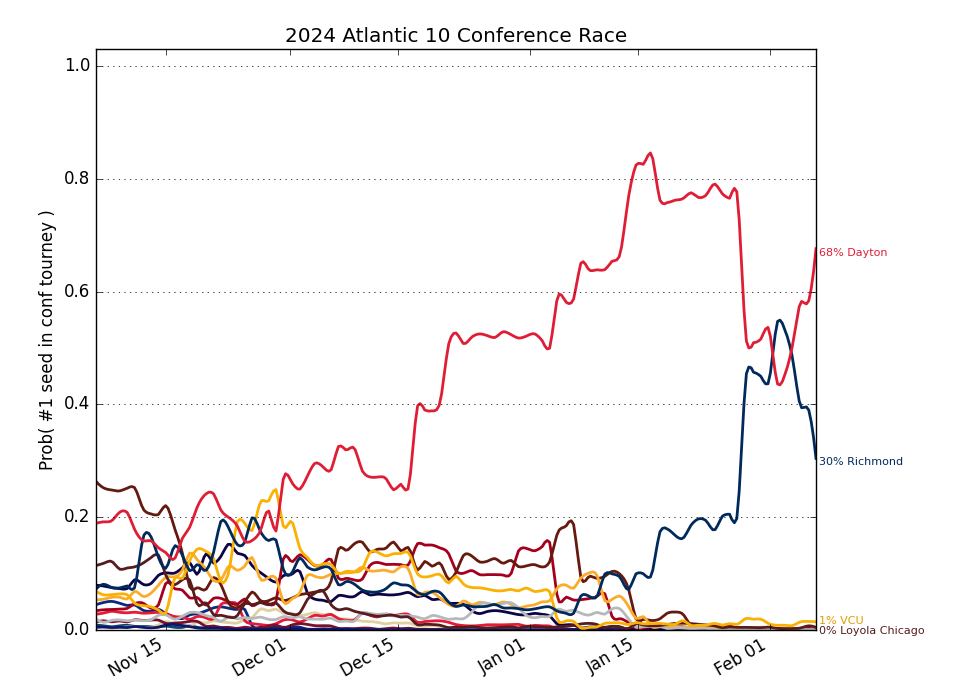 2024 Atlantic 10 Conference Race
Prob( #1 seed in conf tourney )
1.0
0.8
0.6
0.4
0.2
0.0
68% Dayton
30% Richmond
1% VCU
0% Loyola Chicago
Nov 15
Dec 01
Dec 15
Jan 01
Jan 15
Feb 01